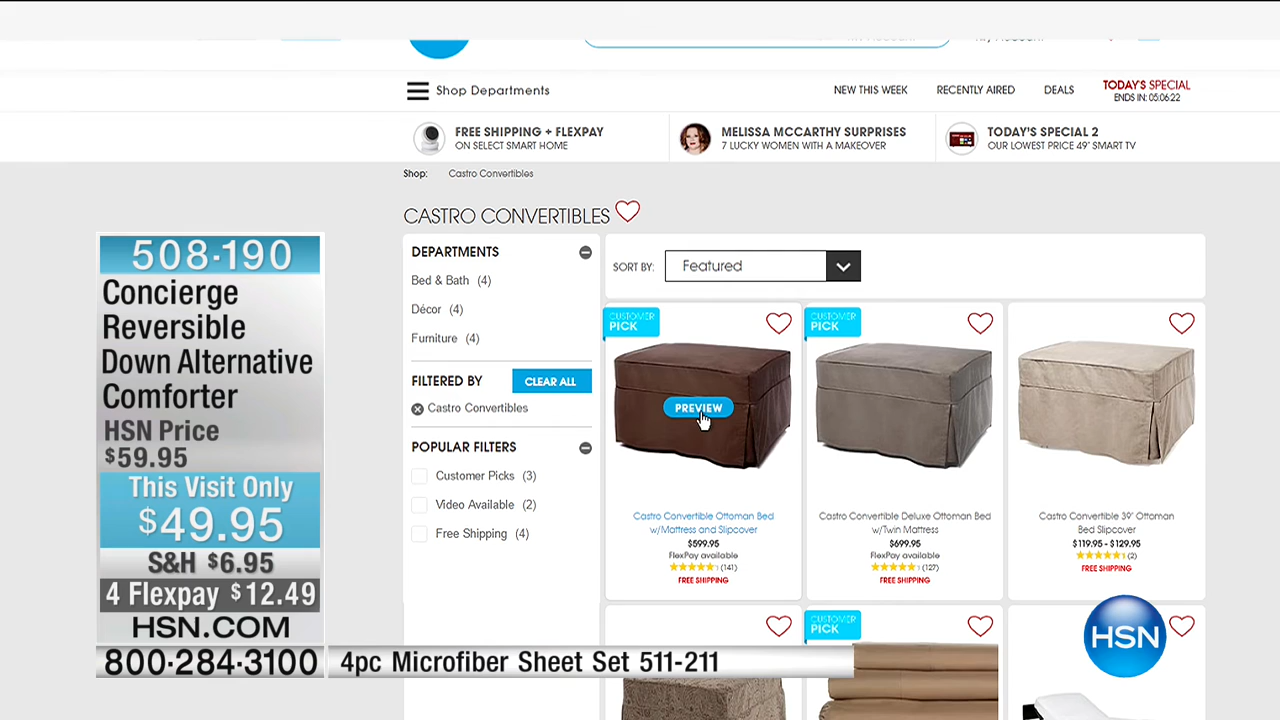 Shop Departments
NEW THIS WEEK
RECENTLY AIRED
DEALS
TODAY'S SPECIAL
ENDS IN: 05:06:22
FREE SHIPPING + FLEXPAY
ON SELECT SMART HOME
MELISSA MCCARTHY SURPRISES
7 LUCKY WOMEN WITH A MAKEOVER
TODAY'S SPECIAL 2
OUR LOWEST PRICE 49" SMART TV
Shop: Castro Convertibles
CASTRO CONVERTIBLES
508-190
Concierge
Reversible
Down Alternative
Comforter
HSN Price
$59.95
This Visit Only
$49.95
S&H $6.95
4 Flexpay $12.49
HSN.COM
800-284-3100
4pc Microfiber Sheet Set 511-211
DEPARTMENTS
Bed & Bath (4)
Décor (4)
Furniture (4)
FILTERED BY
CLEAR ALL
Castro Convertibles
POPULAR FILTERS
Customer Picks (3)
Video Available (2)
Free Shipping (4)
SORT BY:
Featured
CUSTOMER
PICK
PREVIEW
Castro Convertible Ottoman Bed
w/Mattress and Slipcover
$599.95
FlexPay available
(141)
FREE SHIPPING
CUSTOMER
PICK
Castro Convertible Deluxe Ottoman Bed
w/Twin Mattress
$699.95
FlexPay available
(127)
FREE SHIPPING
Castro Convertible 39" Ottoman
Bed Slipcover
$119.95 - $129.95
(2)
FREE SHIPPING
CUSTOMER
PICK
HSN